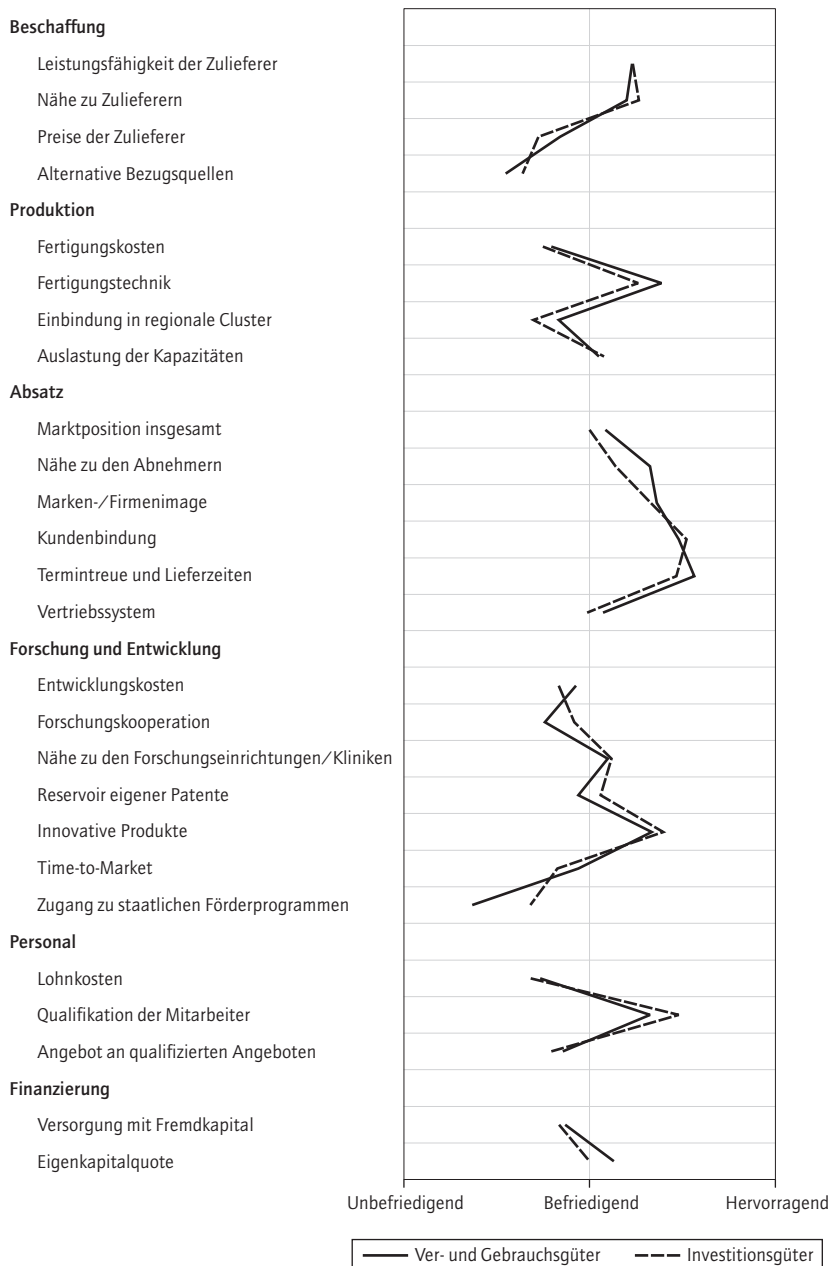 Beschaffung
Leistungsfähigkeit der Zulieferer
Nähe zu Zulieferern
Preise der Zulieferer
Alternative Bezugsquellen
Produktion
Fertigungskosten
Fertigungstechnik
Einbindung in regionale Cluster
Auslastung der Kapazitäten
Absatz
Marktposition insgesamt
Nähe zu den Abnehmern
Marken-/Firmenimage
Kundenbindung
Termintreue und Lieferzeiten
Vertriebssystem
Forschung und Entwicklung
Entwicklungskosten
Forschungskooperation
Nähe zu den Forschungseinrichtungen/Kliniken
Reservoir eigener Patente
Innovative Produkte
Time-to-Market
Zugang zu staatlichen Förderprogrammen
Personal
Lohnkosten
Qualifikation der Mitarbeiter
Angebot an qualifizierten Angeboten
Finanzierung
Versorgung mit Fremdkapital
Eigenkapitalquote
Unbefriedigend Befriedigend Hervorragend
Ver- und Gebrauchsgüter Investitionsgüter